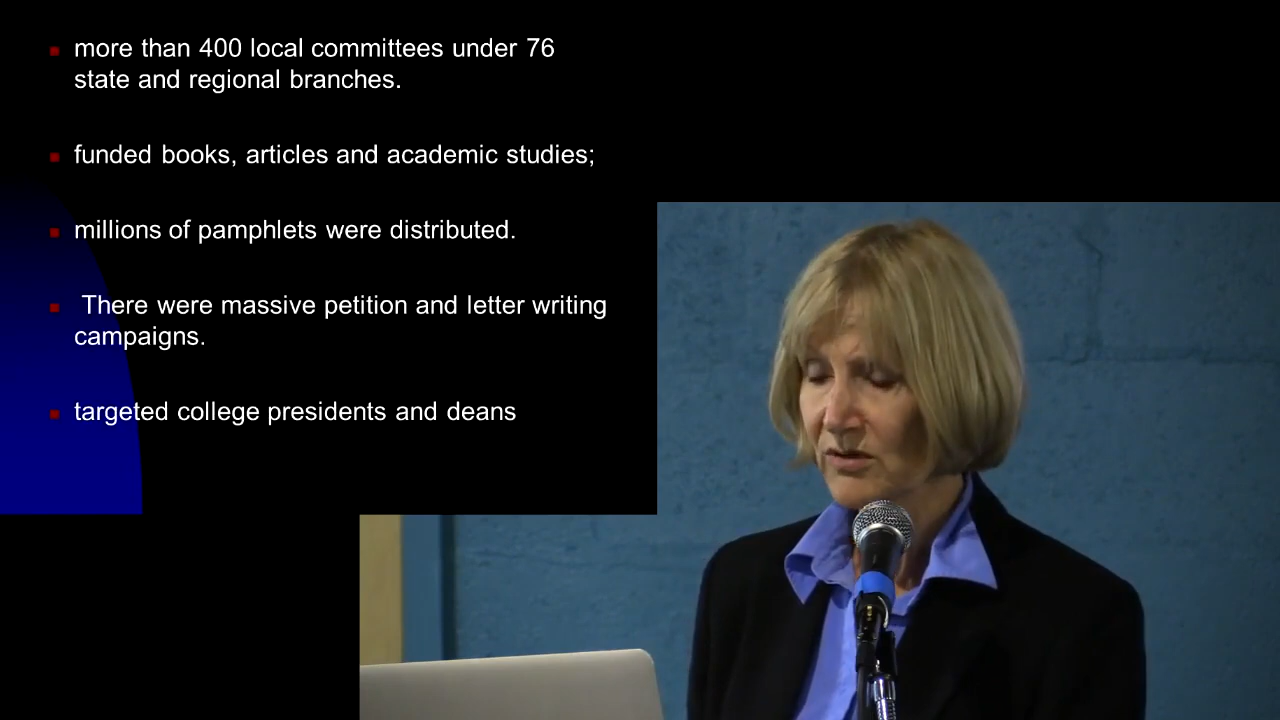 more than 400 local committees under 76
state and regional branches.
funded books, articles and academic studies;
millions of pamphlets were distributed.
There were massive petition and letter writing
campaigns.
targeted college presidents and deans